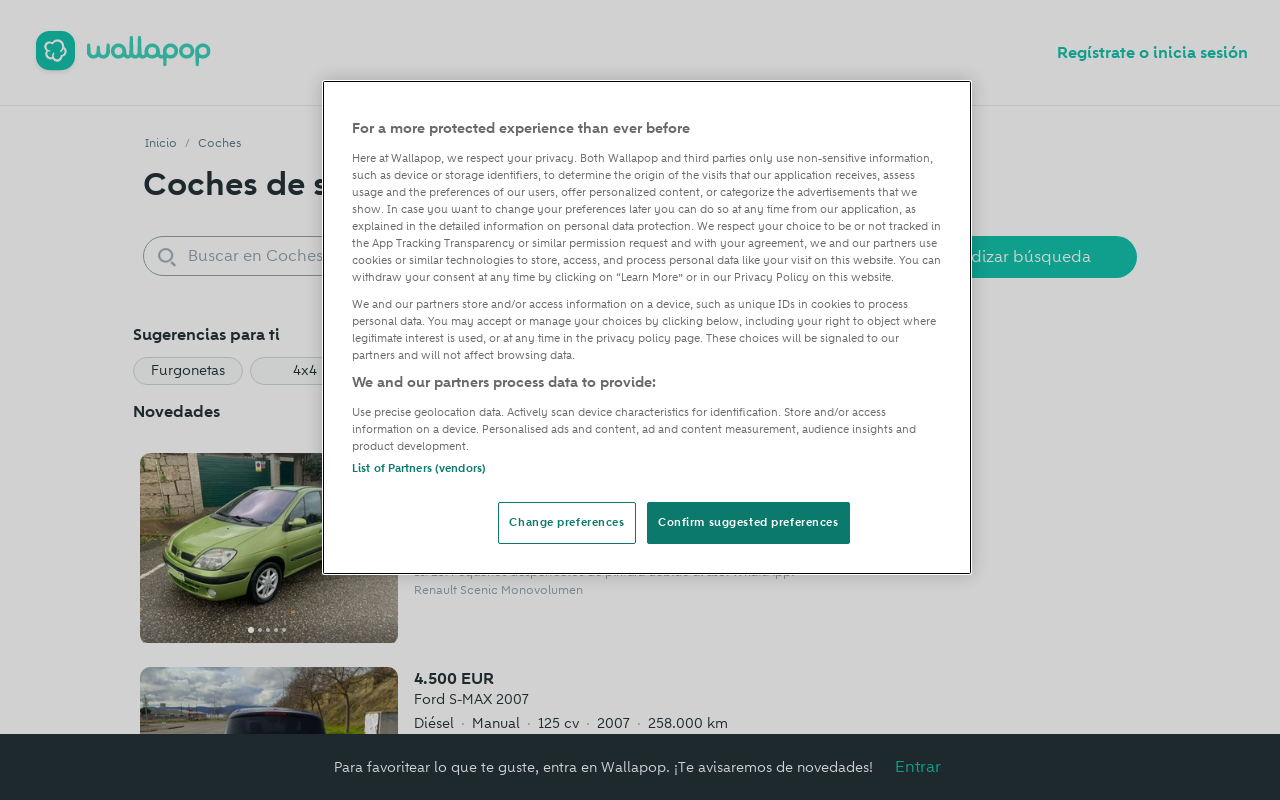 wallapop
Regístrate o inicia sesión
Inicio / Coches
Coches de s
Buscar en Coches
dizar búsqueda
Sugerencias para ti
Furgonetas
4x4
Novedades
For a more protected experience than ever before
Here at Wallapop, we respect your privacy. Both Wallapop and third parties only use non-sensitive information,
such as device or storage identifiers, to determine the origin of the visits that our application receives, assess
usage and the preferences of our users, offer personalized content, or categorize the advertisements that we
show. In case you want to change your preferences later you can do so at any time from our application, as
explained in the detailed information on personal data protection. We respect your choice to be or not tracked in
the App Tracking Transparency or similar permission request and with your agreement, we and our partners use
cookies or similar technologies to store, access, and process personal data like your visit on this website. You can
withdraw your consent at any time by clicking on “Learn More” or in our Privacy Policy on this website.
We and our partners store and/or access information on a device, such as unique IDs in cookies to process
personal data. You may accept or manage your choices by clicking below, including your right to object where
legitimate interest is used, or at any time in the privacy policy page. These choices will be signaled to our
partners and will not affect browsing data.
We and our partners process data to provide:
Use precise geolocation data. Actively scan device characteristics for identification. Store and/or access
information on a device. Personalised ads and content, ad and content measurement, audience insights and
product development.
List of Partners (vendors)
Change preferences
Confirm suggested preferences
Renault Scenic Monovolumen
4.500 EUR
Ford S-MAX 2007
Diésel · Manual · 125 cv · 2007 · 258.000 km
Para favoritear lo que te guste, entra en Wallapop. ¡Te avisaremos de novedades!
Entrar